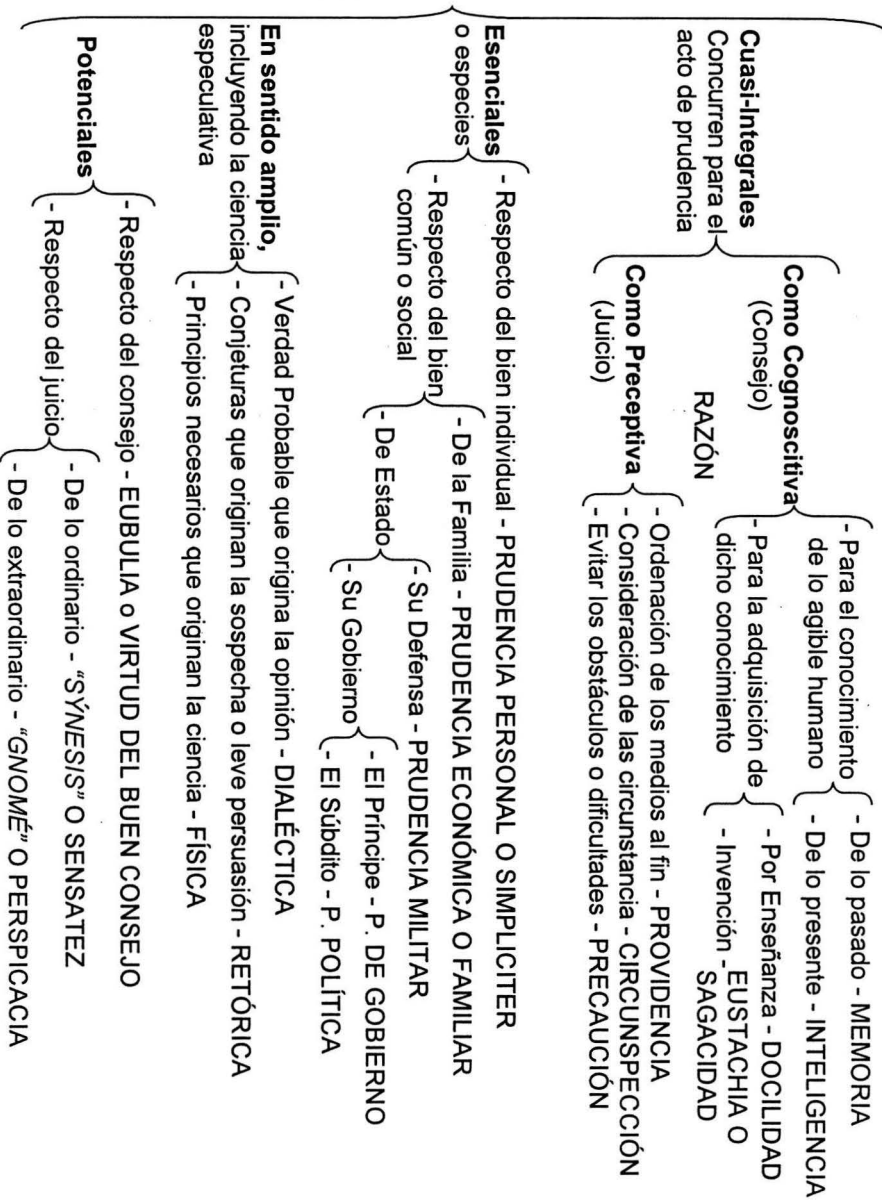 Cuasi-Integrales
Concurren para el
acto de prudencia
Como Cognoscitiva
(Consejo)
- Para el conocimiento
de lo agible humano
- De lo pasado - MEMORIA
- De lo presente - INTELIGENCIA
- Para la adquisición de
dicho conocimiento
- Por Enseñanza - DOCILIDAD
- Invención - EUSTACHIA O
SAGACIDAD
RAZÓN
Como Preceptiva
(Juicio)
- Ordenación de los medios al fin - PROVIDENCIA
- Consideración de las circunstancia - CIRCUNSPECCIÓN
- Evitar los obstáculos o dificultades - PRECAUCIÓN
Esenciales
o especies
- Respecto del bien individual - PRUDENCIA PERSONAL O SIMPLICITER
- Respecto del bien
común o social
- De la Familia - PRUDENCIA ECONÓMICA O FAMILIAR
- De Estado
- Su Defensa - PRUDENCIA MILITAR
- Su Gobierno
- El Príncipe - P. DE GOBIERNO
- El Súbdito - P. POLÍTICA
En sentido amplio,
incluyendo la ciencia
especulativa
- Verdad Probable que origina la opinión - DIALÉCTICA
- Conjeturas que originan la sospecha o leve persuasión - RETÓRICA
- Principios necesarios que originan la ciencia - FÍSICA
Potenciales
- Respecto del consejo - EUBULIA o VIRTUD DEL BUEN CONSEJO
- Respecto del juicio
- De lo ordinario - "SÝNESIS" O SENSATEZ
- De lo extraordinario - "GNOMÉ" O PERSPICACIA